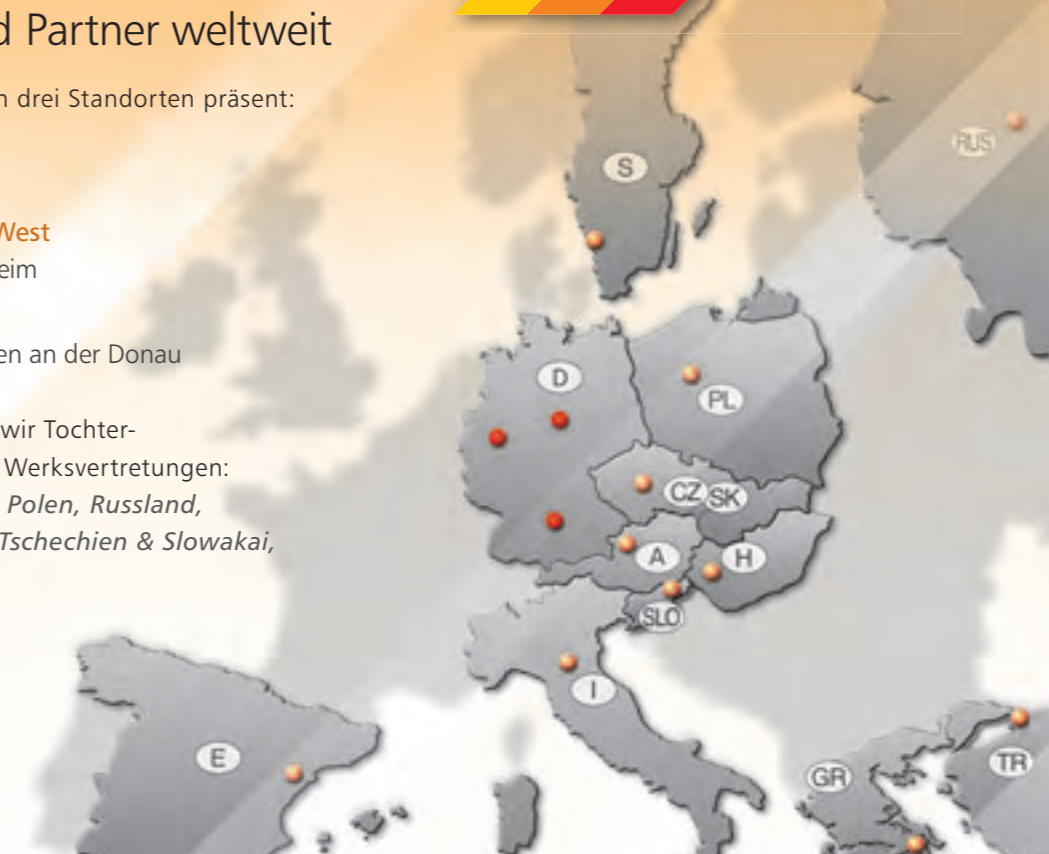 d Partner weltweit
n drei Standorten präsent:
West
eim
en an der Donau
wir Tochter-
Werksvertretungen:
Polen, Russland,
Tschechien & Slowakai,
S
RUS
D
PL
CZ SK
A
H
SLO
I
E
GR
TR